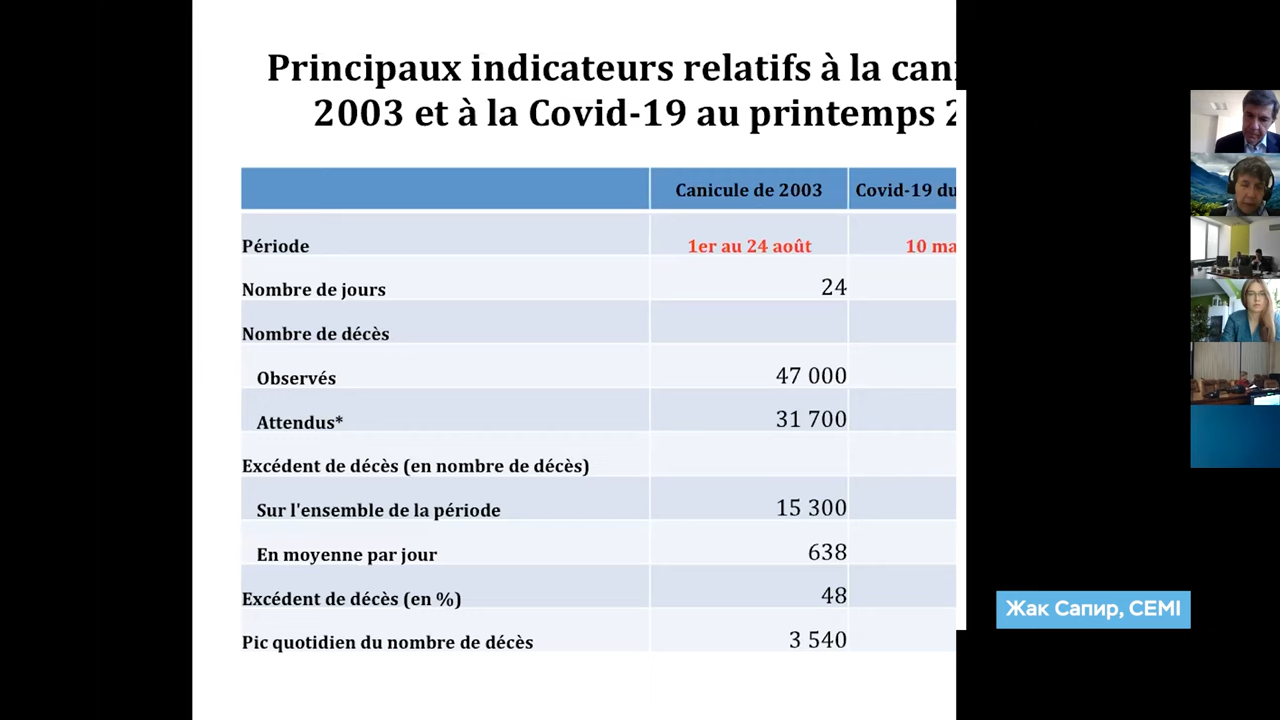 Principaux indicateurs relatifs à la
2003 et à la Covid-19 au printemps
Canicule de 2003 Covid-19 du
Période 1er au 24 août 10
Nombre de jours 24
Nombre de décès
Observés 47 000
Attendus* 31 700
Excédent de décès (en nombre de décès)
Sur l'ensemble de la période 15 300
En moyenne par jour 638
Excédent de décès (en %) 48
Pic quotidien du nombre de décès 3 540
Жак Сапир, CEMI